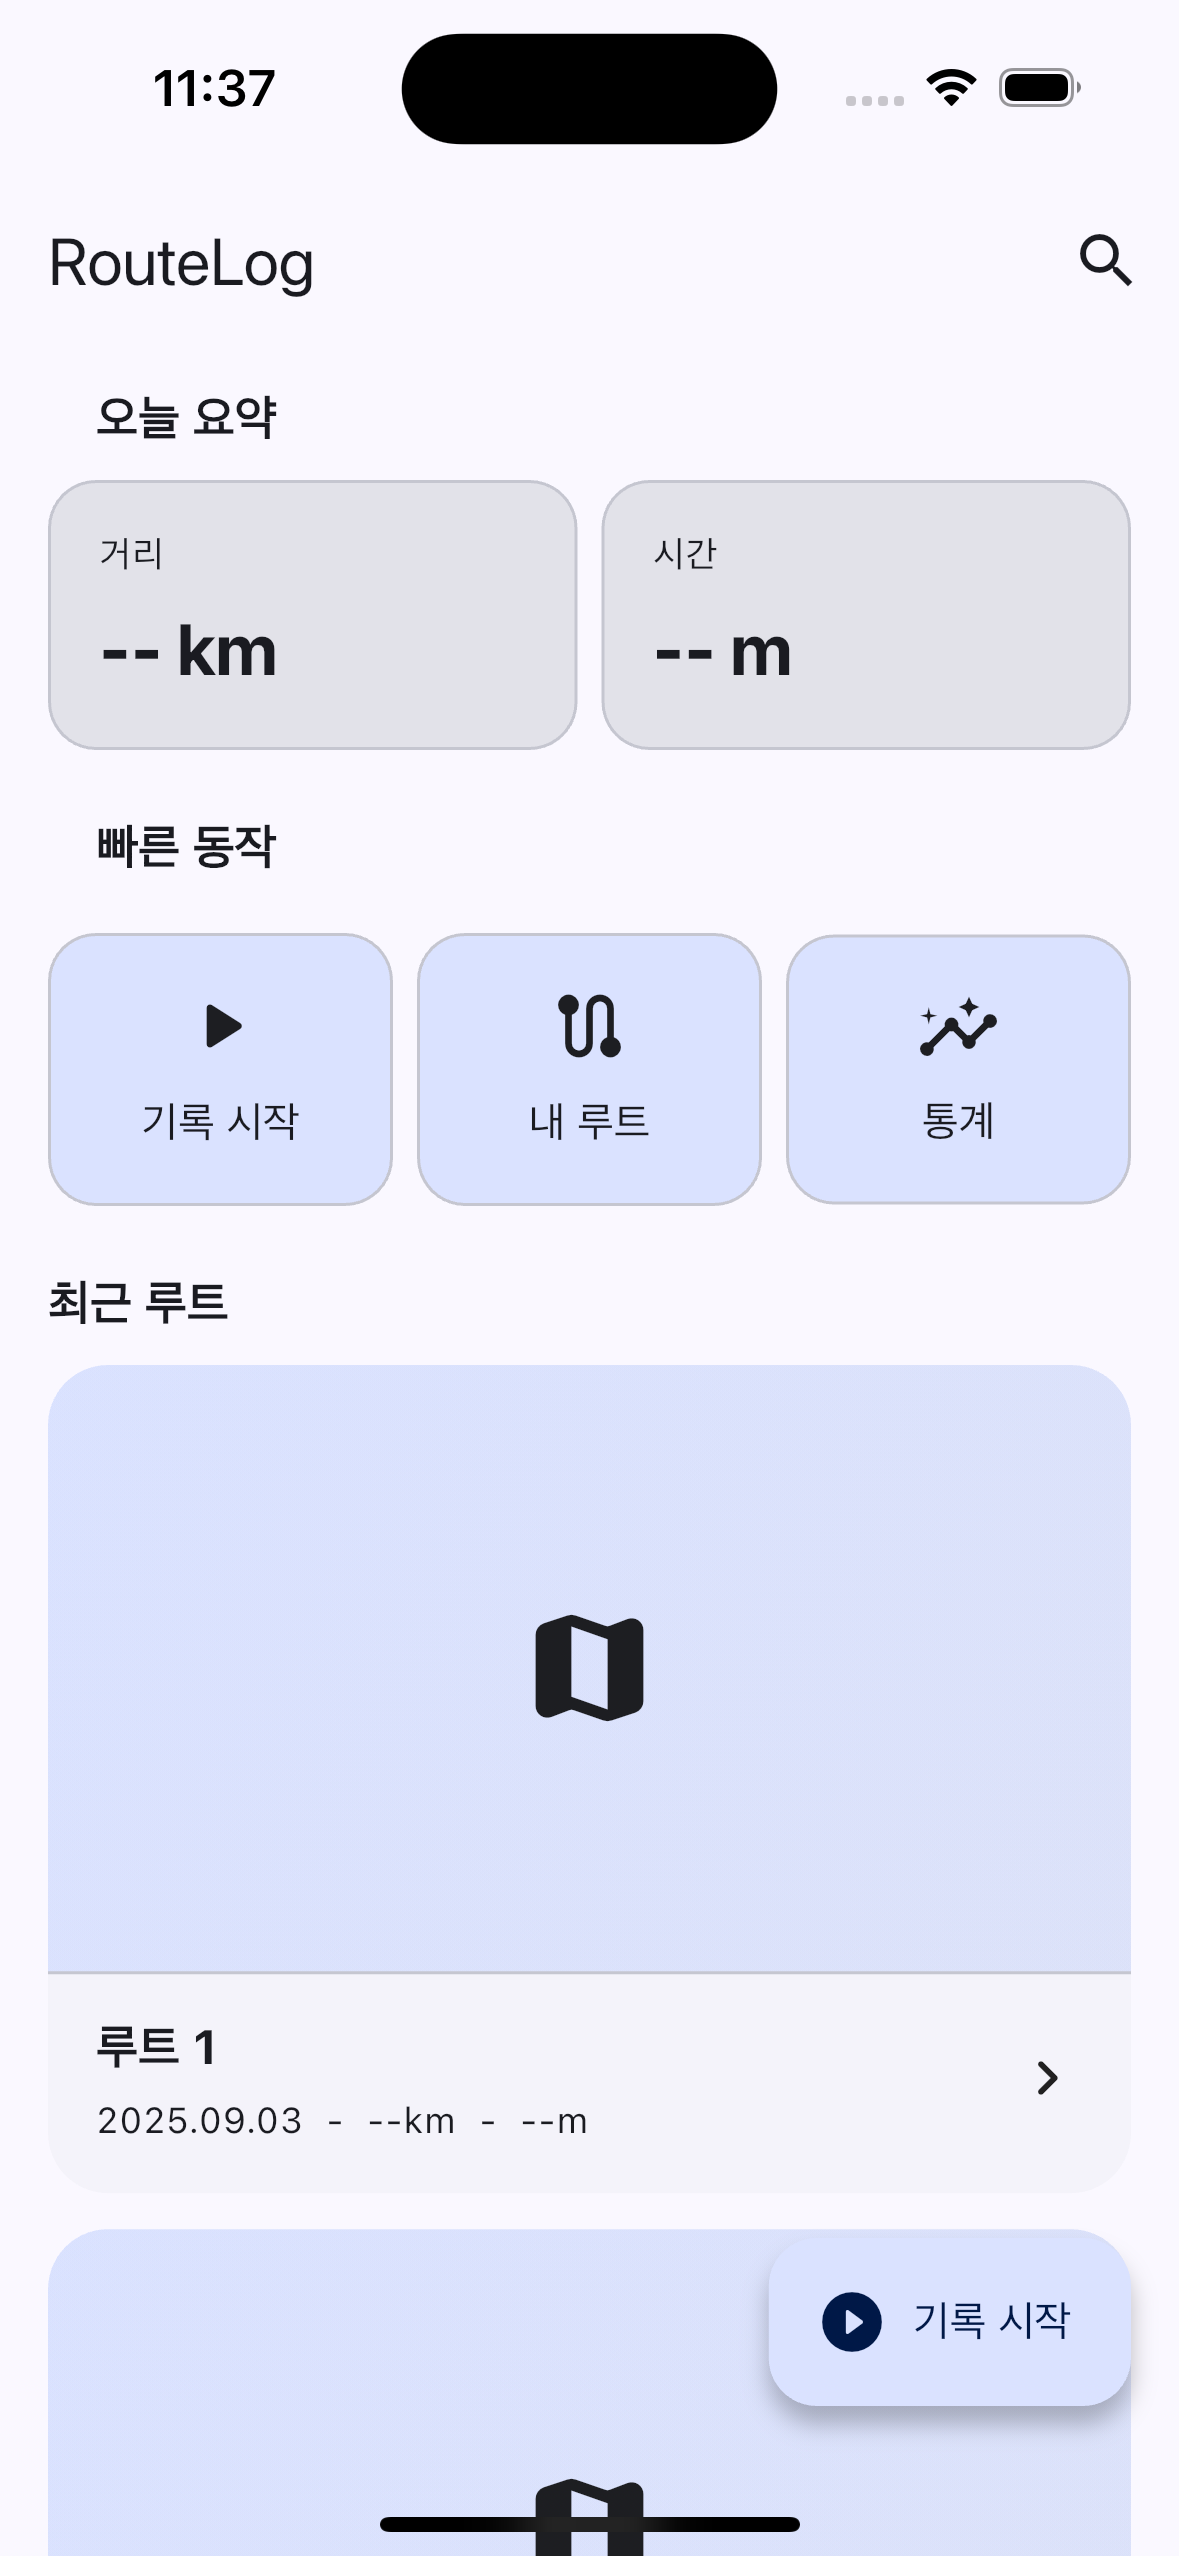 11:37
RouteLog
오늘 요약
거리
시간
-- km
-- m
빠른 동작
기록 시작
내 루트
통계
최근 루트
루트 1
2025.09.03 - --km - --m
기록 시작